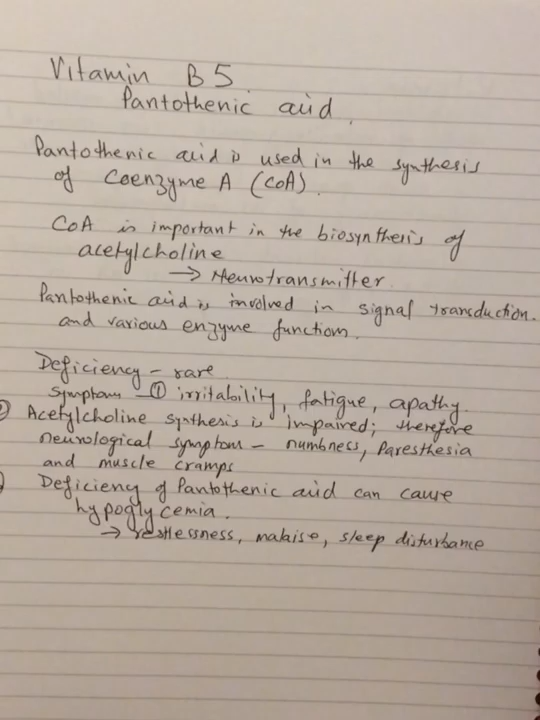 Vitamin B5
Pantothenic acid.
Pantothenic acid is used in the synthesis
of Coenzyme A (CoA).
CoA is important in the biosynthesis of
acetylcholine
→ Neurotransmitter.
Pantothenic acid is involved in signal transduction.
and various enzyme function.
Deficiency - rare
Symptom - ① irritability, fatigue, apathy.
② Acetylcholine synthesis is impaired; therefore
neurological symptom - numbness, Paresthesia
and muscle cramps
Deficiency of Pantothenic acid can cause
hypoglycemia.
→ restlessness, malaise, sleep disturbance